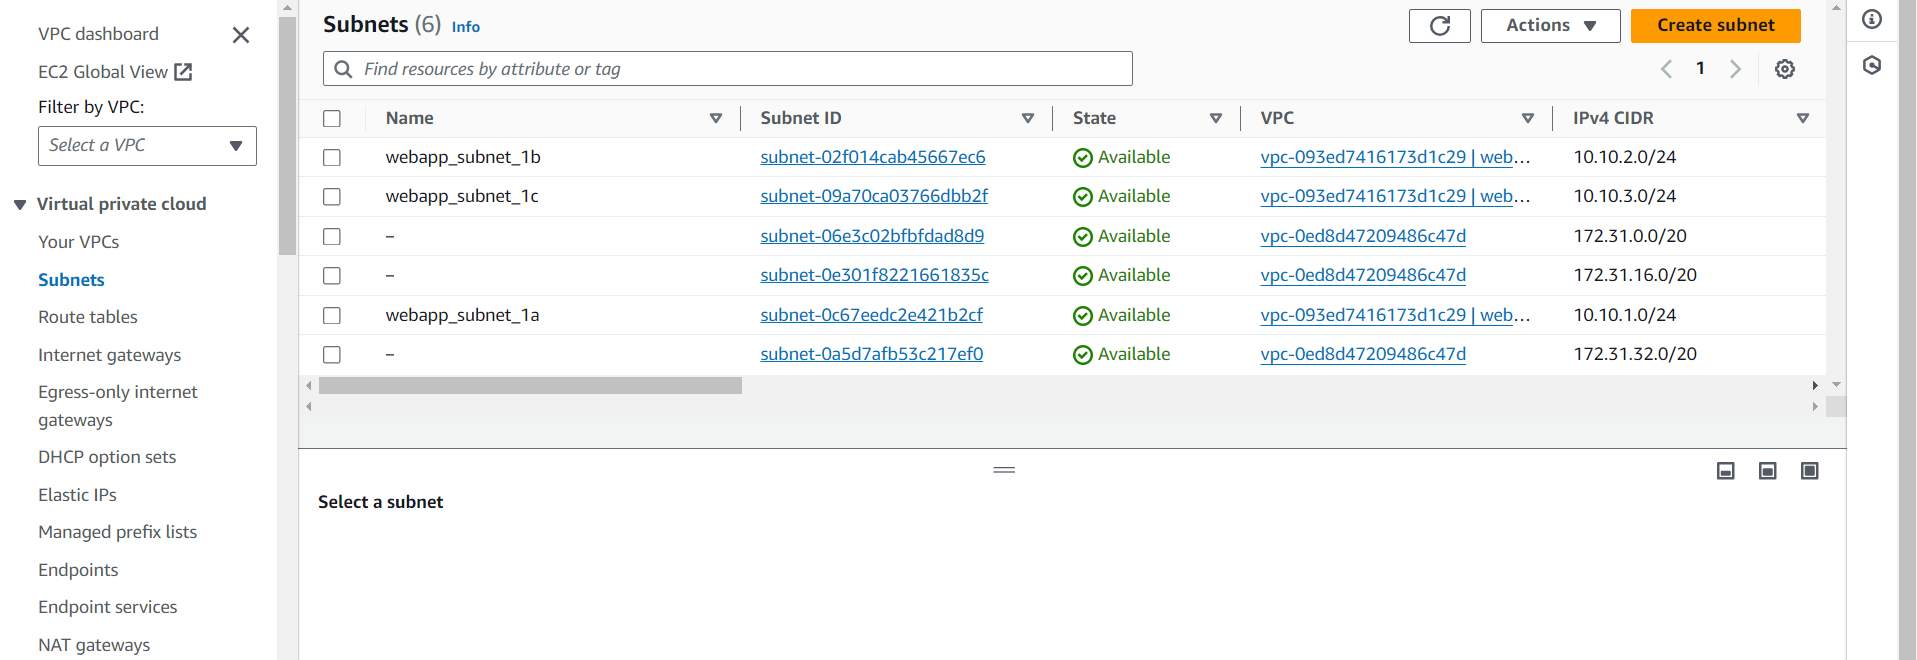 VPC dashboard
EC2 Global View
Filter by VPC:
Select a VPC
Virtual private cloud
Your VPCs
Subnets
Route tables
Internet gateways
Egress-only internet
gateways
DHCP option sets
Elastic IPs
Managed prefix lists
Endpoints
Endpoint services
NAT gateways
Subnets (6) Info
Actions
Create subnet
Find resources by attribute or tag
1
Name Subnet ID State VPC IPv4 CIDR
webapp_subnet_1b subnet-02f014cab45667ec6 Available vpc-093ed7416173d1c29 | web... 10.10.2.0/24
webapp_subnet_1c subnet-09a70ca03766dbb2f Available vpc-093ed7416173d1c29 | web... 10.10.3.0/24
– subnet-06e3c02bfbfdad8d9 Available vpc-0ed8d47209486c47d 172.31.0.0/20
– subnet-0e301f8221661835c Available vpc-0ed8d47209486c47d 172.31.16.0/20
webapp_subnet_1a subnet-0c67eedc2e421b2cf Available vpc-093ed7416173d1c29 | web... 10.10.1.0/24
– subnet-0a5d7afb53c217ef0 Available vpc-0ed8d47209486c47d 172.31.32.0/20
Select a subnet